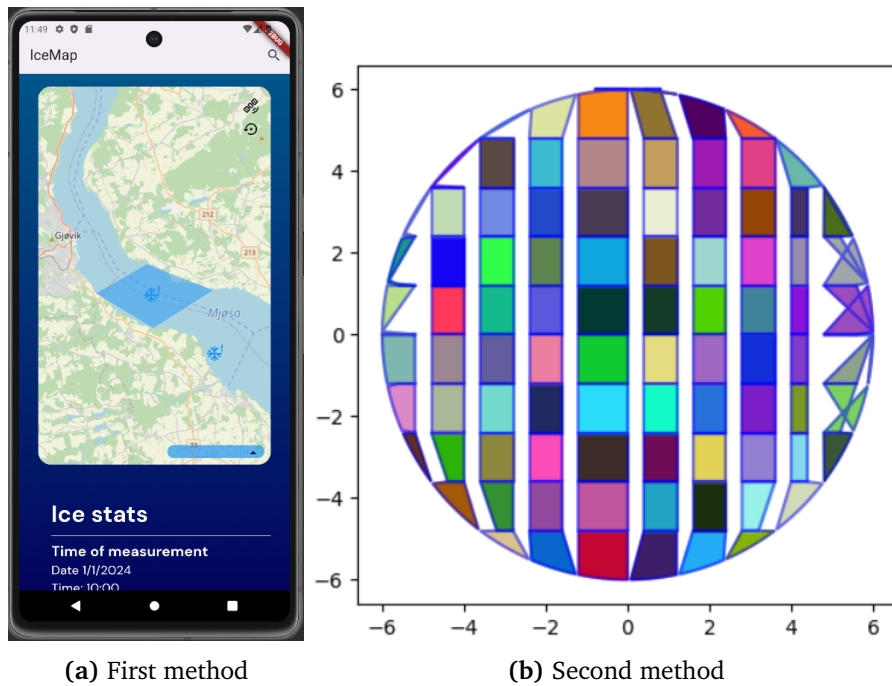 11:49
DEBUG
IceMap
212
Gjøvik
213
Mjøsa
33
Ice stats
Time of measurement
Date 1/1/2024
Time: 10:00
6
4
2
0
−2
−4
−6
−6 −4 −2 0 2 4 6
(a) First method
(b) Second method